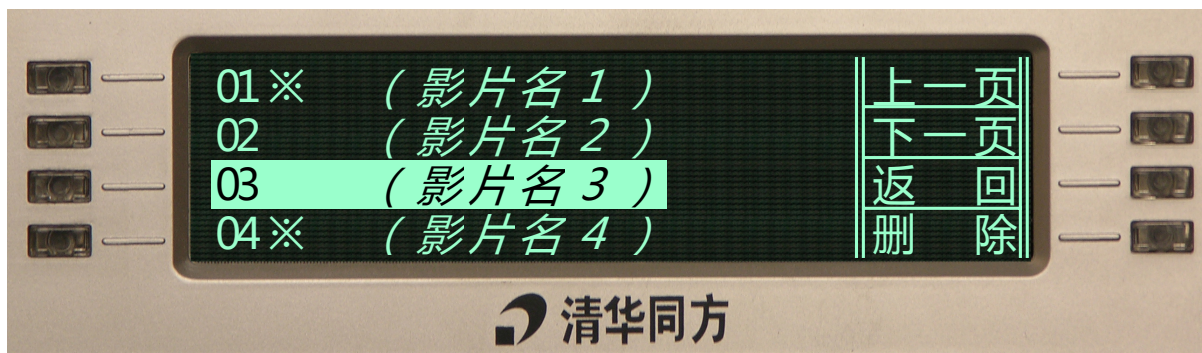 01※ (影片名1)
02 (影片名2)
03 (影片名3)
04※ (影片名4)
上一页
下一页
返 回
删 除
清华同方